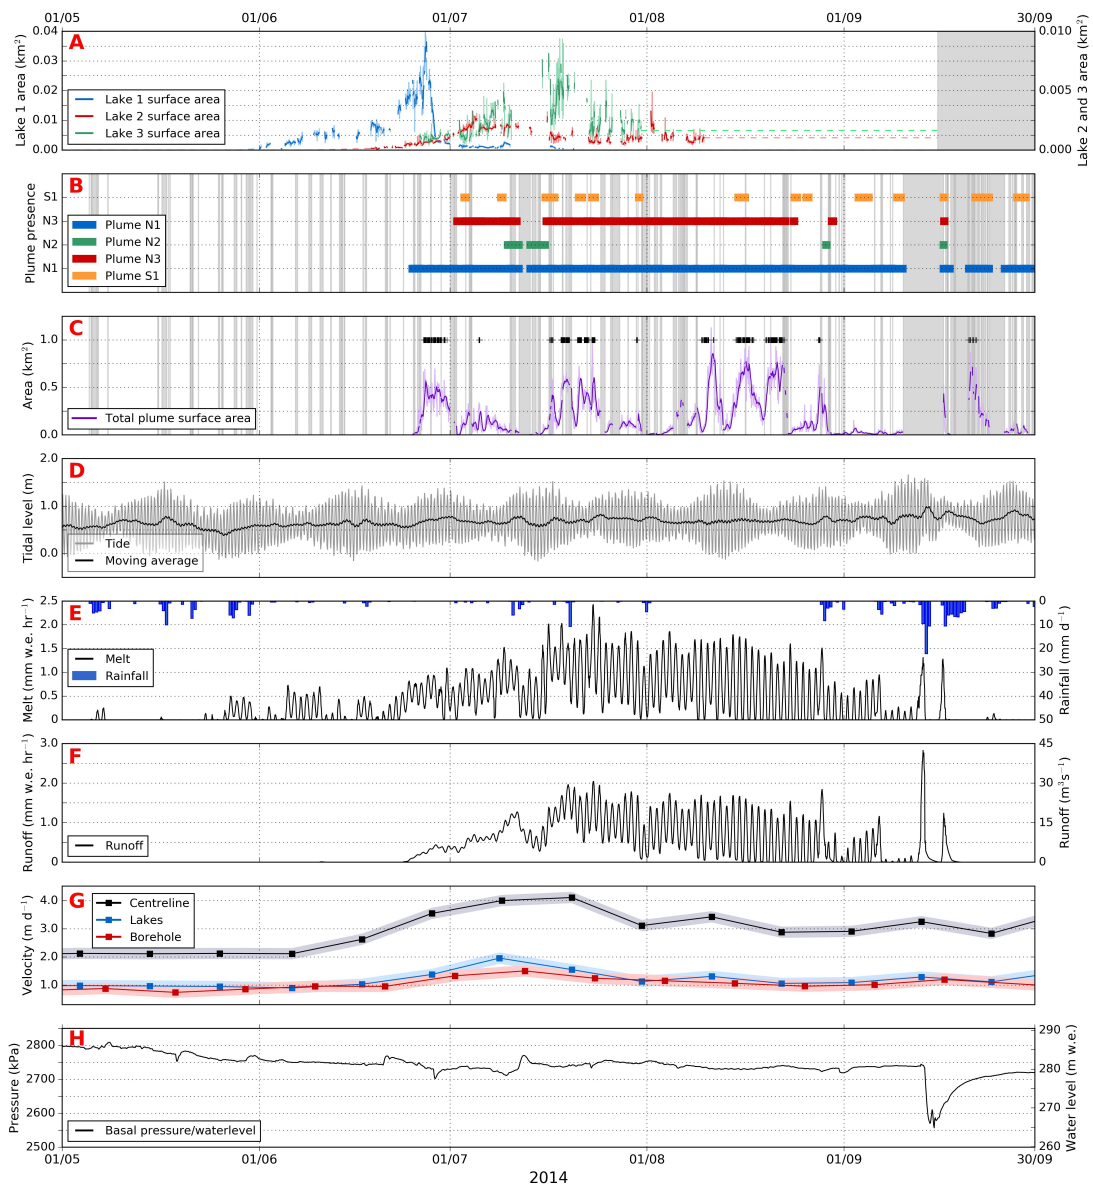 01/05 01/06 01/07 01/08 01/09 30/09
A
0.04
0.03
0.02
0.01
0.00
Lake 1 area (km²)
Lake 1 surface area
Lake 2 surface area
Lake 3 surface area
0.010
0.005
0.000
Lake 2 and 3 area (km²)
B
Plume presence
S1
N3
N2
N1
Plume N1
Plume N2
Plume N3
Plume S1
C
Area (km²)
1.0
0.5
0.0
Total plume surface area
D
Tidal level (m)
2.0
1.0
0.0
Tide
Moving average
E
Melt (mm w.e. hr⁻¹)
2.5
2.0
1.5
1.0
0.5
0
Melt
Rainfall
0
10
20
30
40
50
Rainfall (mm d⁻¹)
F
Runoff (mm w.e. hr⁻¹)
3.0
2.0
1.0
0
Runoff
45
30
15
0
Runoff (m³s⁻¹)
G
Velocity (m d⁻¹)
4.0
3.0
2.0
1.0
Centreline
Lakes
Borehole
H
Pressure (kPa)
2800
2700
2600
2500
Basal pressure/waterlevel
290
280
270
260
Water level (m w.e.)
01/05 01/06 01/07 01/08 01/09 30/09
2014